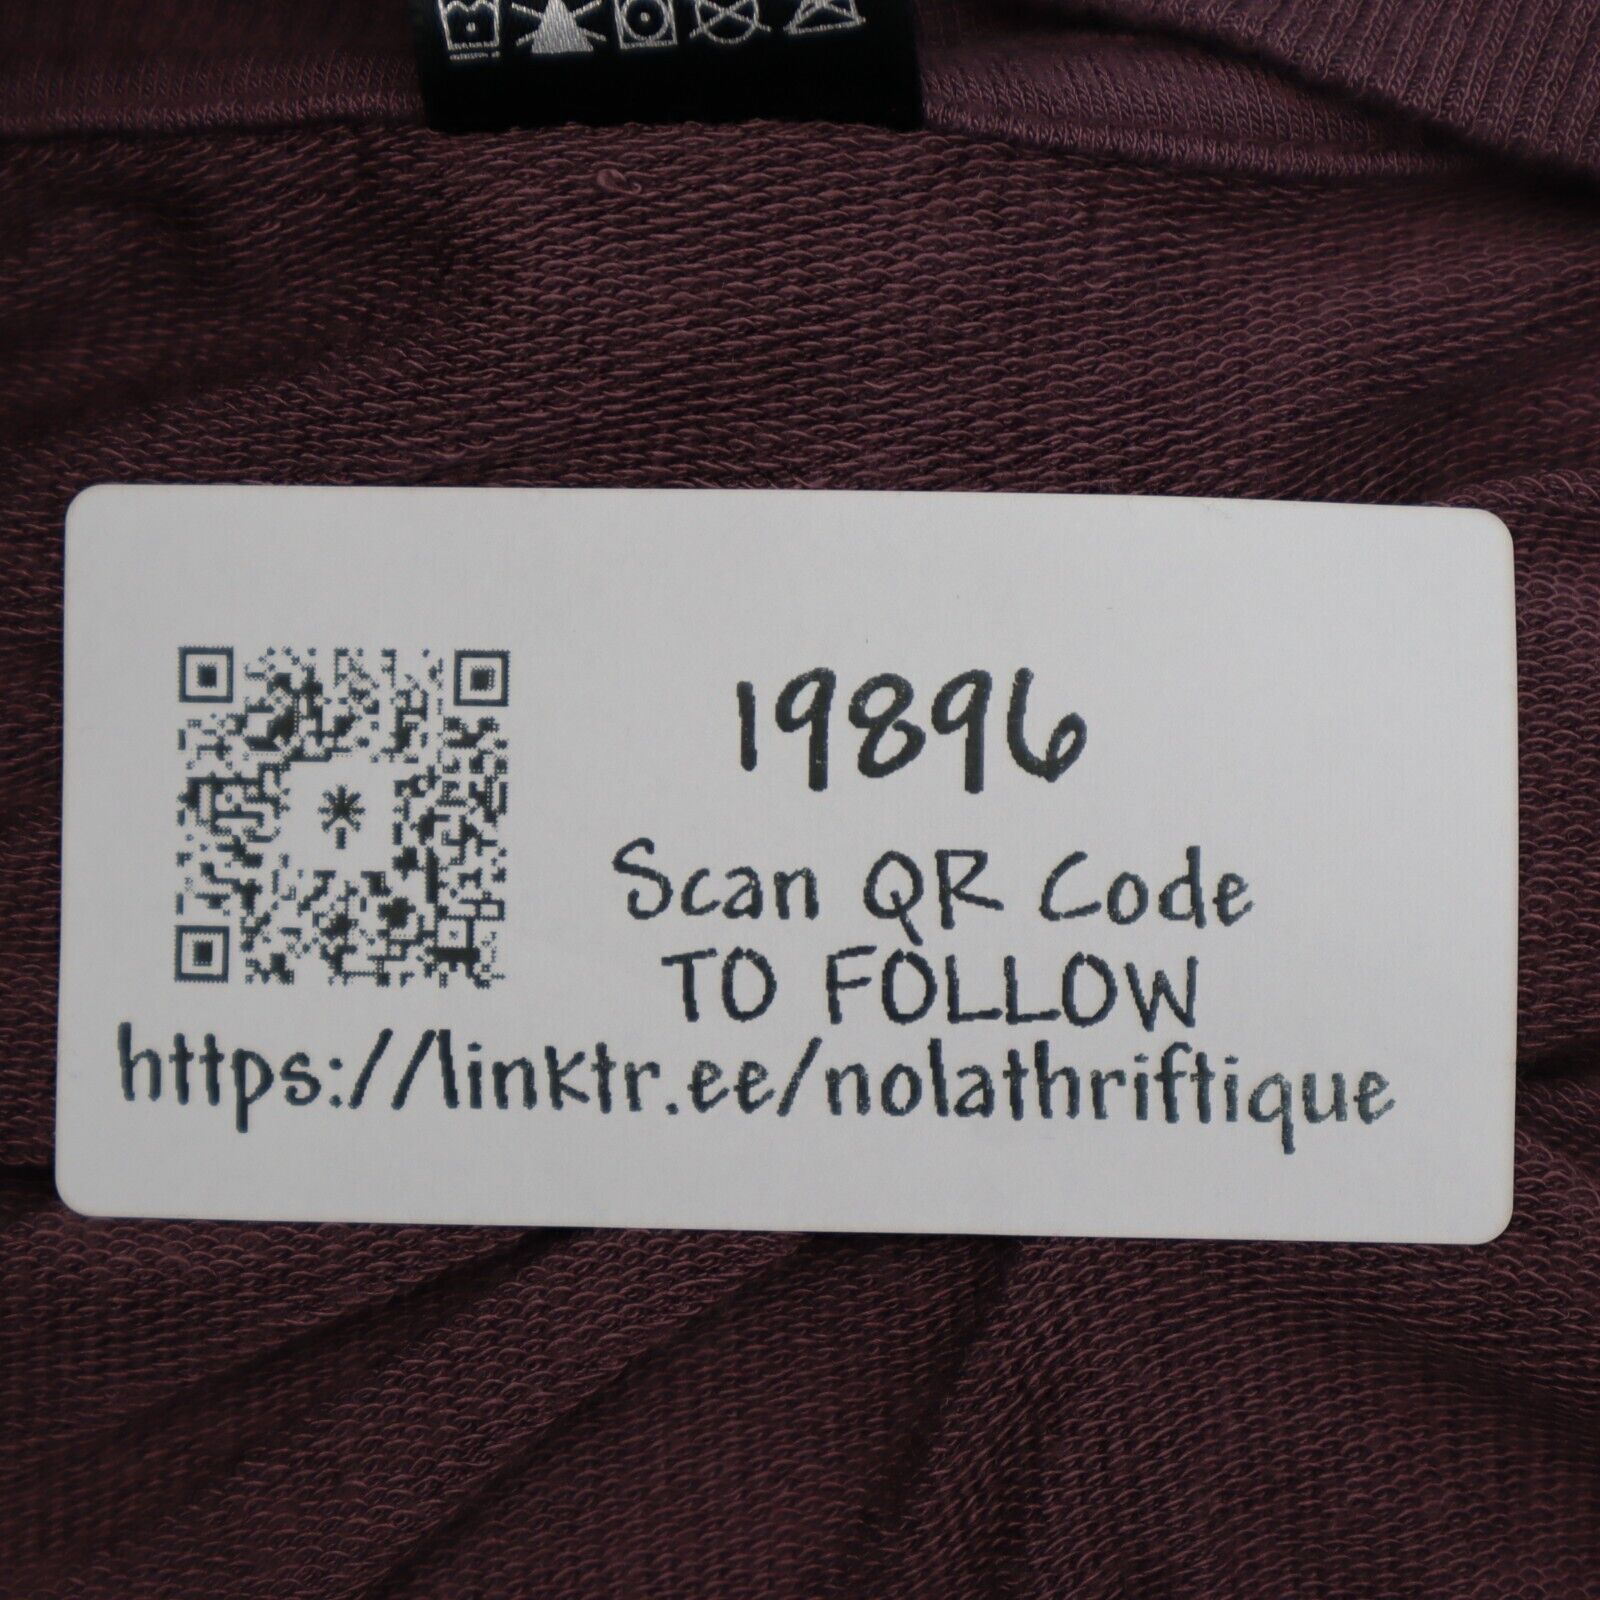 19896
Scan QR Code
TO FOLLOW
https://linktr.ee/nolathriftique